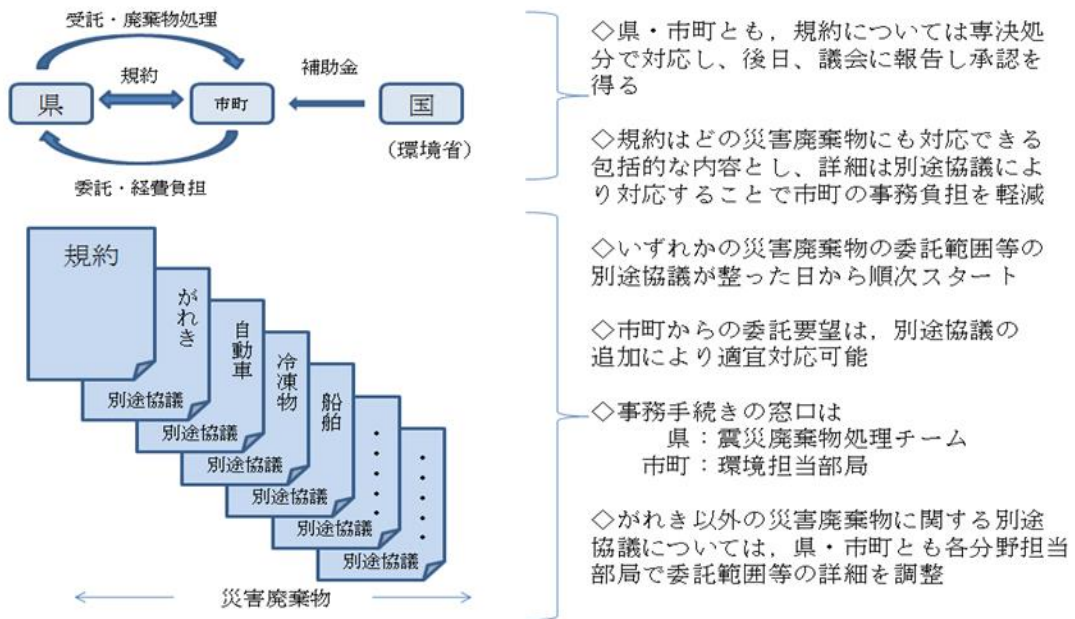 受託・廃棄物処理
規約
補助金
県
市町
国
(環境省)
委託・経費負担
規約
がれき
別途協議
自動車
別途協議
冷凍物
別途協議
船舶
別途協議
・・・・・
別途協議
・・・・・
別途協議
災害廃棄物
◇県・市町とも，規約については専決処
分で対応し、後日、議会に報告し承認を
得る
◇規約はどの災害廃棄物にも対応できる
包括的な内容とし、詳細は別途協議によ
り対応することで市町の事務負担を軽減
◇いずれかの災害廃棄物の委託範囲等の
別途協議が整った日から順次スタート
◇市町からの委託要望は，別途協議の
追加により適宜対応可能
◇事務手続きの窓口は
県：震災廃棄物処理チーム
市町：環境担当部局
◇がれき以外の災害廃棄物に関する別途
協議については，県・市町とも各分野担当
部局で委託範囲等の詳細を調整